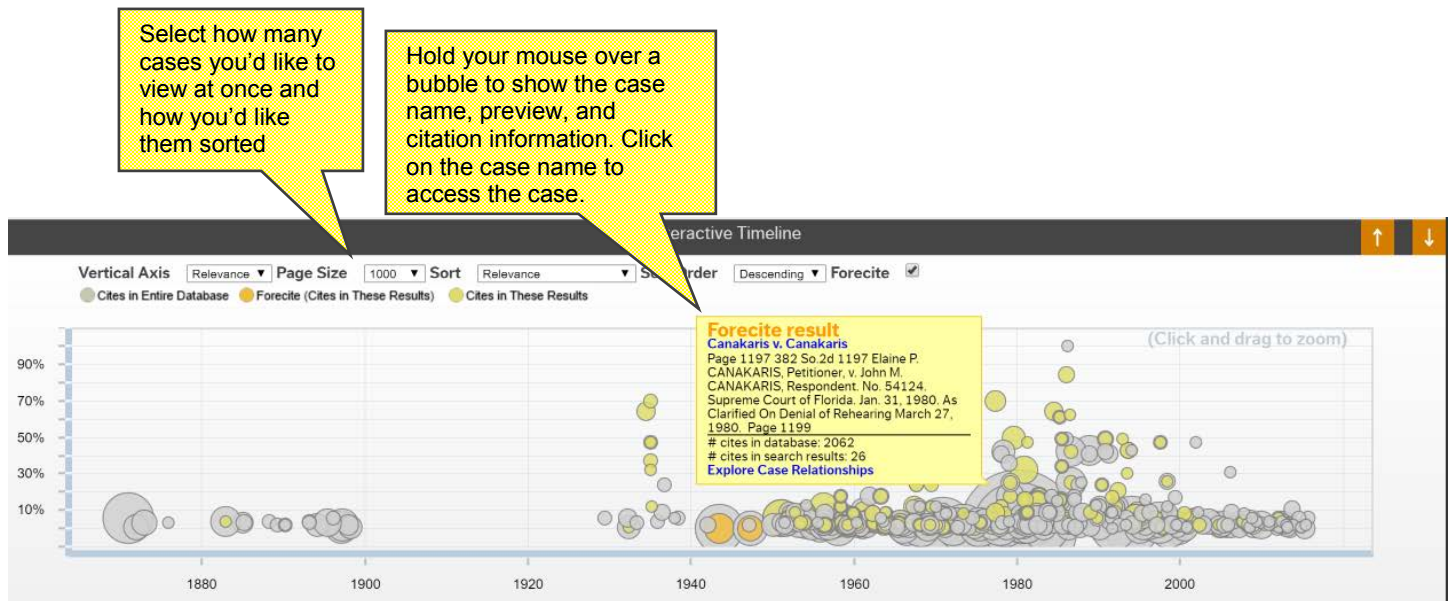 Select how many
cases you'd like to
view at once and
how you'd like
them sorted
Hold your mouse over a
bubble to show the case
name, preview, and
citation information. Click
on the case name to
access the case.
eractive Timeline
↑ ↓
Vertical Axis Relevance ▼ Page Size 1000 ▼ Sort Relevance ▼ S Order Descending ▼ Forecite ✔
Cites in Entire Database Forecite (Cites in These Results) Cites in These Results
(Click and drag to zoom)
Forecite result
Canakaris v. Canakaris
Page 1197 382 So.2d 1197 Elaine P.
CANAKARIS, Petitioner, v. John M.
CANAKARIS, Respondent. No. 54124.
Supreme Court of Florida. Jan. 31, 1980. As
Clarified On Denial of Rehearing March 27,
1980. Page 1199
# cites in database: 2062
# cites in search results: 26
Explore Case Relationships
90%
70%
50%
30%
10%
1880 1900 1920 1940 1960 1980 2000